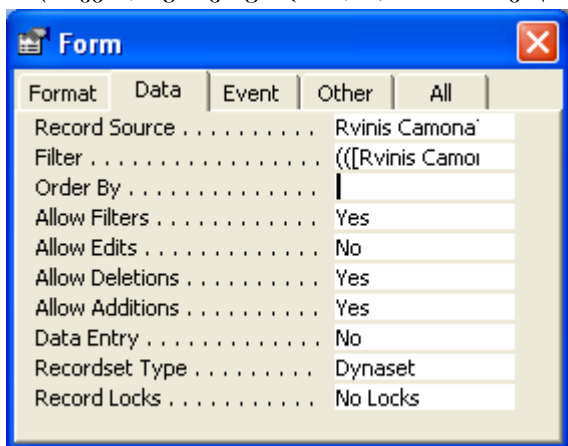 Form
Format Data Event Other All
Record Source . . . . . . . . . . Rvinis Camona
Filter . . . . . . . . . . . . . . . . . (([Rvinis Camor
Order By . . . . . . . . . . . . . .
Allow Filters . . . . . . . . . . . . Yes
Allow Edits . . . . . . . . . . . . . No
Allow Deletions . . . . . . . . . Yes
Allow Additions . . . . . . . . . Yes
Data Entry . . . . . . . . . . . . . No
Recordset Type . . . . . . . . . Dynaset
Record Locks . . . . . . . . . . . No Locks